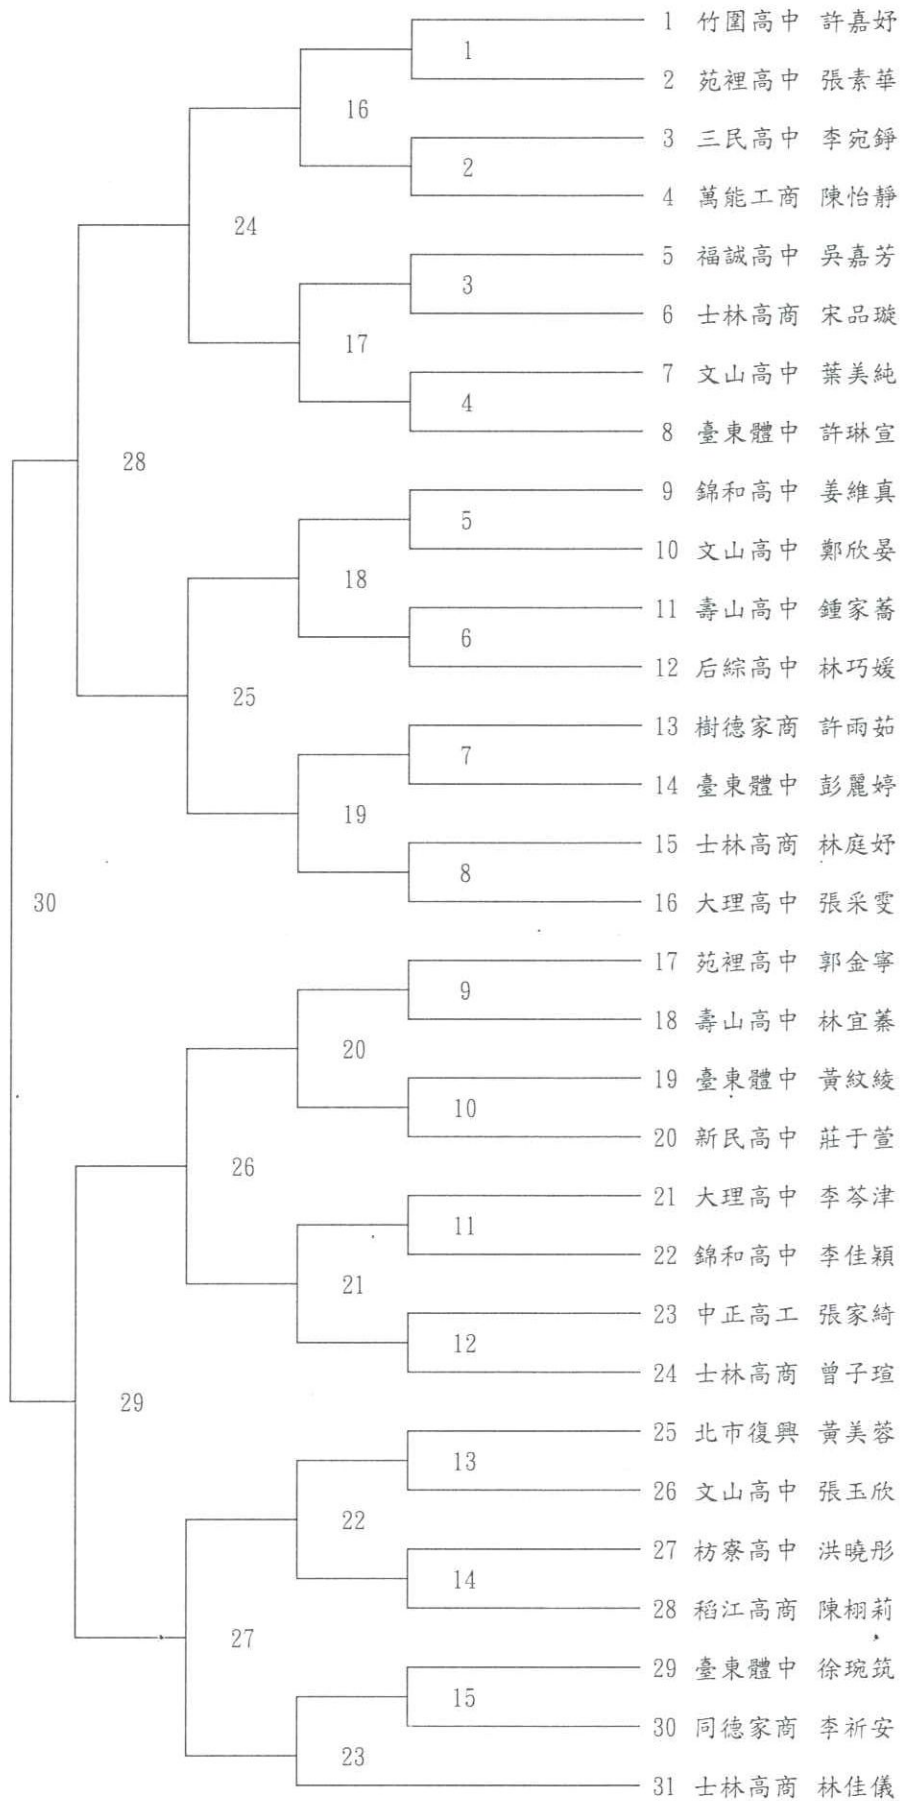 1 竹圍高中 許嘉妤
1
2 苑裡高中 張素華
16
3 三民高中 李宛錚
2
4 萬能工商 陳怡靜
24
5 福誠高中 吳嘉芳
3
6 士林高商 宋品璇
17
7 文山高中 葉美純
4
8 臺東體中 許琳宣
28
9 錦和高中 姜維真
5
10 文山高中 鄭欣晏
18
11 壽山高中 鍾家蕎
6
12 后綜高中 林巧媛
25
13 樹德家商 許雨茹
7
14 臺東體中 彭麗婷
19
15 士林高商 林庭妤
8
16 大理高中 張采雯
30
17 苑裡高中 郭金寧
9
18 壽山高中 林宜蓁
20
19 臺東體中 黃紋綾
10
20 新民高中 莊于萱
26
21 大理高中 李芩津
11
22 錦和高中 李佳穎
21
23 中正高工 張家綺
12
24 士林高商 曾子瑄
29
25 北市復興 黃美蓉
13
26 文山高中 張玉欣
22
27 枋寮高中 洪曉彤
14
28 稻江高商 陳栩莉
27
29 臺東體中 徐琬筑
15
30 同德家商 李祈安
23
31 士林高商 林佳儀